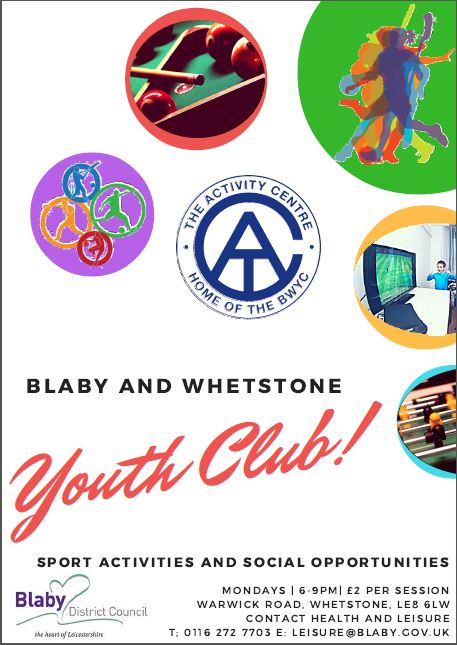 THE ACTIVITY CENTRE
ACT
HOME OF THE BWYC
BLABY AND WHETSTONE
Youth Club!
SPORT ACTIVITIES AND SOCIAL OPPORTUNITIES
MONDAYS | 6-9PM| £2 PER SESSION
WARWICK ROAD, WHETSTONE, LE8 6LW
CONTACT HEALTH AND LEISURE
T; 0116 272 7703 E: LEISURE@BLABY.GOV.UK
Blaby
District Council
the heart of Leicestershire